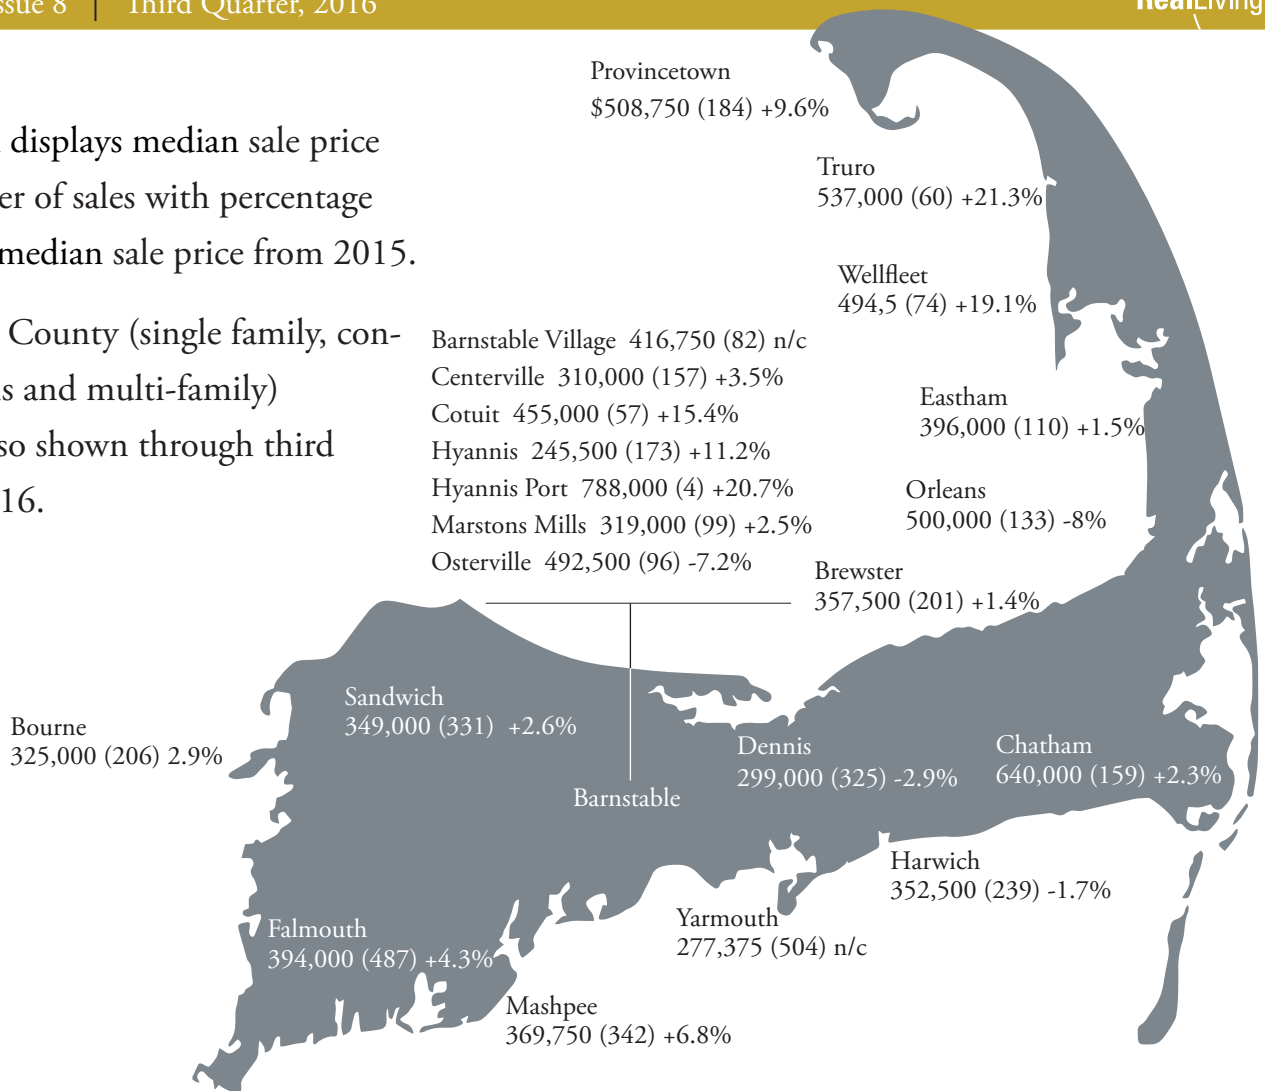 Issue 8 | Third Quarter, 2016
RealLiving
displays median sale price
er of sales with percentage
median sale price from 2015.
County (single family, con-
s and multi-family)
so shown through third
16.
Provincetown
$508,750 (184) +9.6%
Truro
537,000 (60) +21.3%
Wellfleet
494,5 (74) +19.1%
Barnstable Village 416,750 (82) n/c
Centerville 310,000 (157) +3.5%
Cotuit 455,000 (57) +15.4%
Hyannis 245,500 (173) +11.2%
Hyannis Port 788,000 (4) +20.7%
Marstons Mills 319,000 (99) +2.5%
Osterville 492,500 (96) -7.2%
Eastham
396,000 (110) +1.5%
Orleans
500,000 (133) -8%
Brewster
357,500 (201) +1.4%
Sandwich
349,000 (331) +2.6%
Bourne
325,000 (206) 2.9%
Dennis
299,000 (325) -2.9%
Chatham
640,000 (159) +2.3%
Barnstable
Harwich
352,500 (239) -1.7%
Yarmouth
277,375 (504) n/c
Falmouth
394,000 (487) +4.3%
Mashpee
369,750 (342) +6.8%